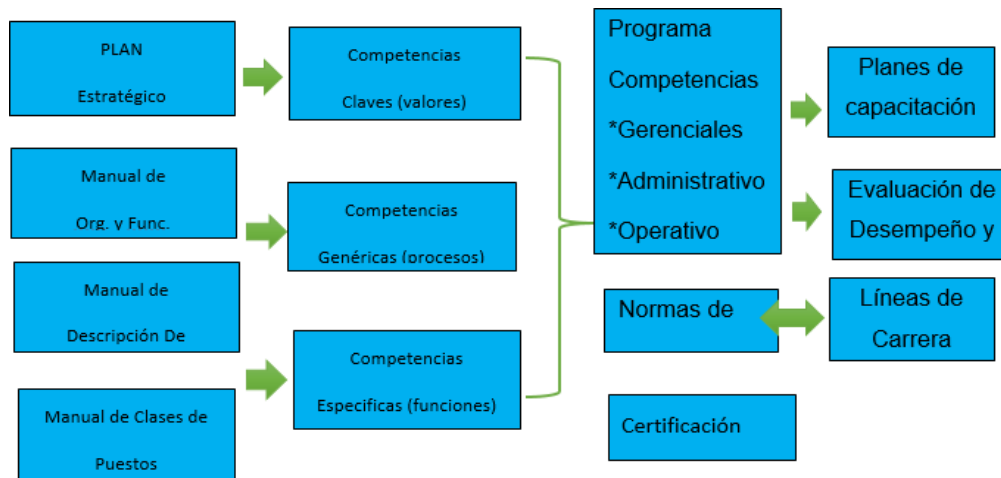 PLAN
Estratégico
Competencias
Claves (valores)
Programa
Competencias
*Gerenciales
*Administrativo
*Operativo
Planes de
capacitación
Manual de
Org. y Func.
Competencias
Genéricas (procesos)
Evaluación de
Desempeño y
Manual de
Descripción De
Normas de
Líneas de
Carrera
Competencias
Especificas (funciones)
Manual de Clases de
Puestos
Certificación